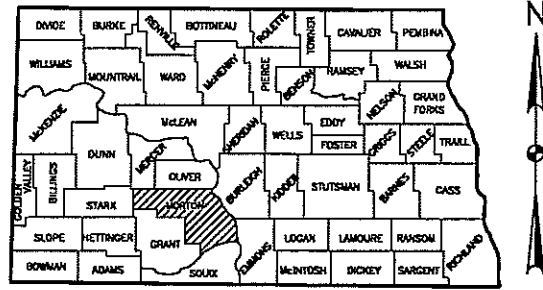 DIVIDE BURKE RENVILLE BOTTINEAU ROLETTE TOWNER CAVALIER PEMBINA
WILLIAMS MOUNTRAIL WARD McHENRY PIERCE BENSON RAMSEY WALSH
McKENZIE McLEAN SHERIDAN WELLS EDDY FOSTER NELSON GRAND FORKS
GOLDEN VALLEY BILLINGS DUNN MERCER OLIVER BURLEIGH KIDDER STUTSMAN GRIGGS STEELE TRAILL
STARK MORTON BARNES CASS
SLOPE HETTINGER GRANT EMMONS LOGAN LAMOURE RANSOM RICHLAND
BOWMAN ADAMS SOUIX McINTOSH DICKEY SARGENT
N